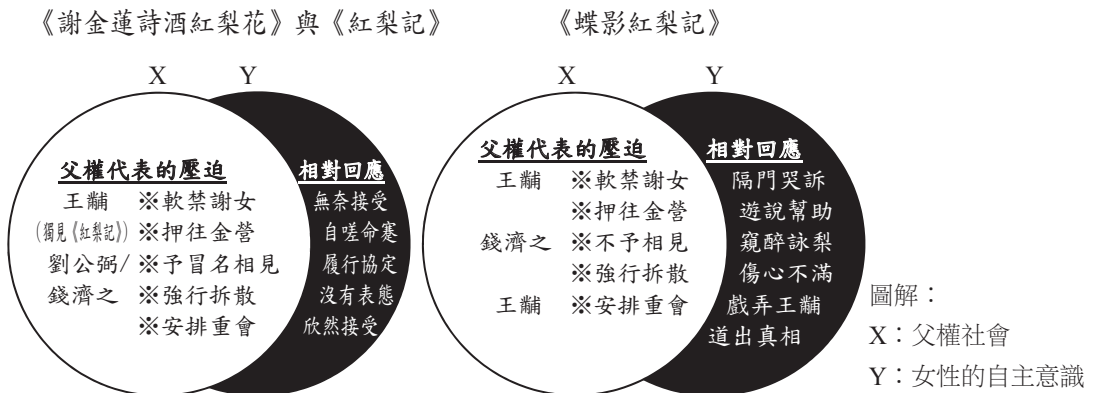 《謝金蓮詩酒紅梨花》與《紅梨記》
X Y
父權代表的壓迫 相對回應
王黼 ※軟禁謝女 無奈接受
(獨見《紅梨記》) ※押往金營 自嗟命蹇
劉公弼/ ※予冒名相見 履行協定
錢濟之 ※強行拆散 沒有表態
※安排重會 欣然接受
《蝶影紅梨記》
X Y
父權代表的壓迫 相對回應
王黼 ※軟禁謝女 隔門哭訴
※押往金營 遊說幫助
錢濟之 ※不予相見 窺醉詠梨
※強行拆散 傷心不滿
王黼 ※安排重會 戲弄王黼
道出真相
圖解：
X：父權社會
Y：女性的自主意識